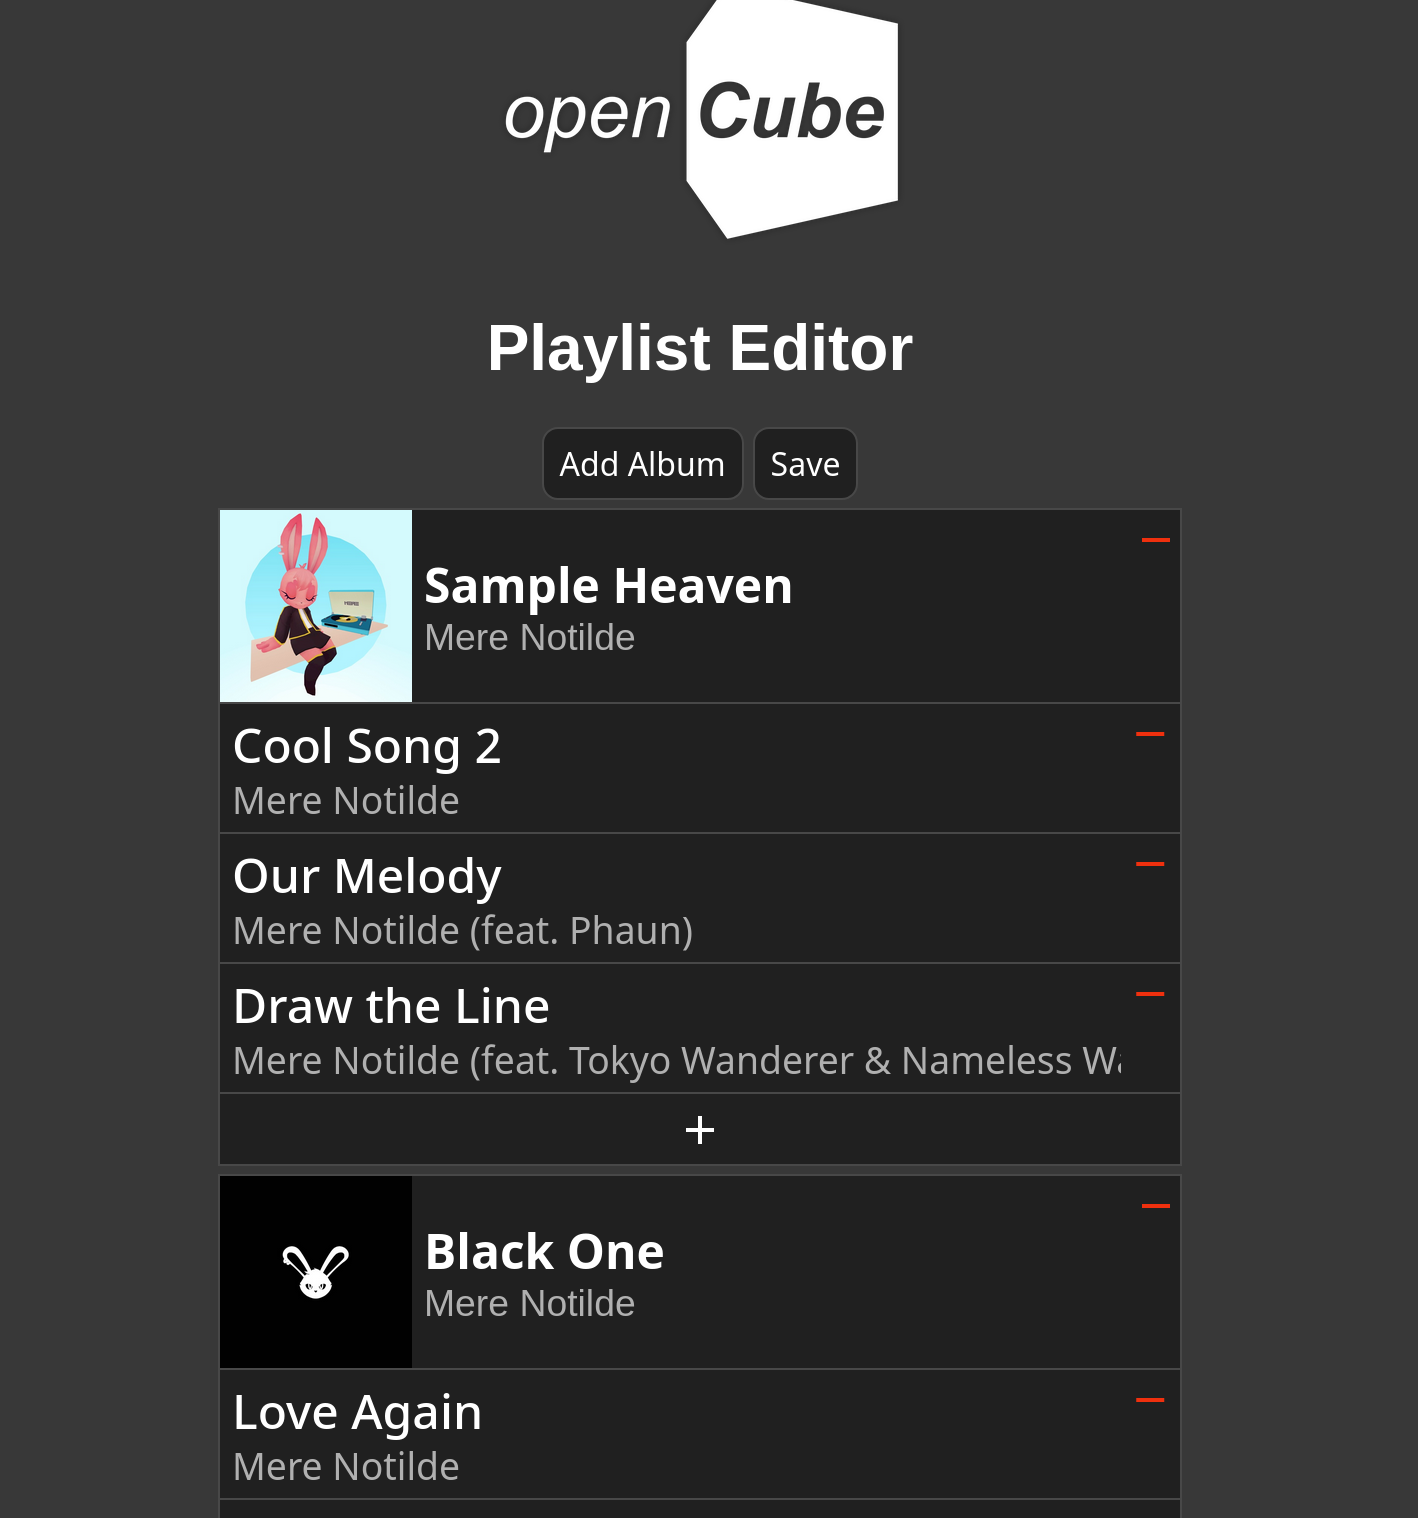 open Cube
Playlist Editor
Add Album Save
Sample Heaven
Mere Notilde
Cool Song 2
Mere Notilde
Our Melody
Mere Notilde (feat. Phaun)
Draw the Line
Mere Notilde (feat. Tokyo Wanderer & Nameless
+
Black One
Mere Notilde
Love Again
Mere Notilde